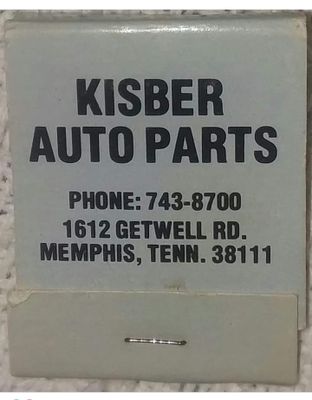 KISBER
AUTO PARTS
PHONE: 743-8700
1612 GETWELL RD.
MEMPHIS, TENN. 38111